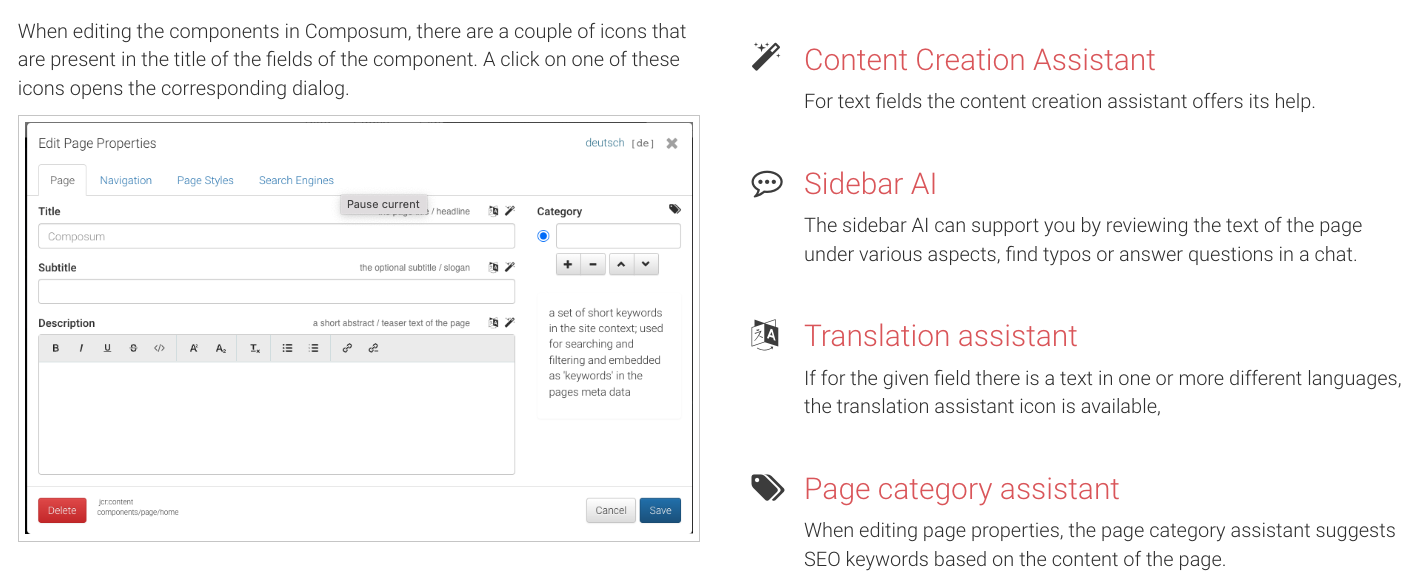 When editing the components in Composum, there are a couple of icons that
are present in the title of the fields of the component. A click on one of these
icons opens the corresponding dialog.
Edit Page Properties
deutsch [de]
Page Navigation Page Styles Search Engines
Pause current
Title / headline
Composum
Subtitle the optional subtitle / slogan
Description a short abstract / teaser text of the page
B I U S </> A A2 Tx
Category
a set of short keywords
in the site context; used
for searching and
filtering and embedded
as 'keywords' in the
pages meta data
Delete
jcr:content
components/page/home
Cancel Save
Content Creation Assistant
For text fields the content creation assistant offers its help.
Sidebar AI
The sidebar AI can support you by reviewing the text of the page
under various aspects, find typos or answer questions in a chat.
Translation assistant
If for the given field there is a text in one or more different languages,
the translation assistant icon is available,
Page category assistant
When editing page properties, the page category assistant suggests
SEO keywords based on the content of the page.